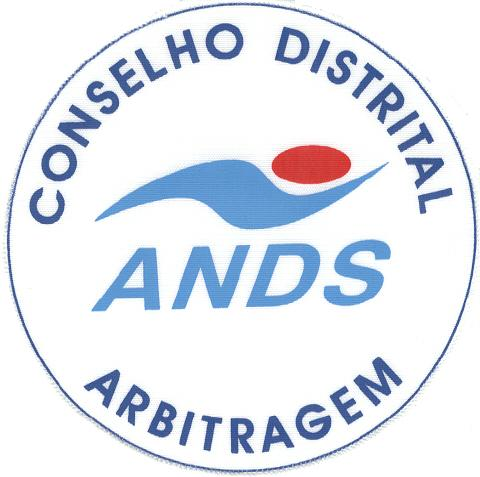 CONSELHO DISTRITAL
ANDS
ARBITRAGEM